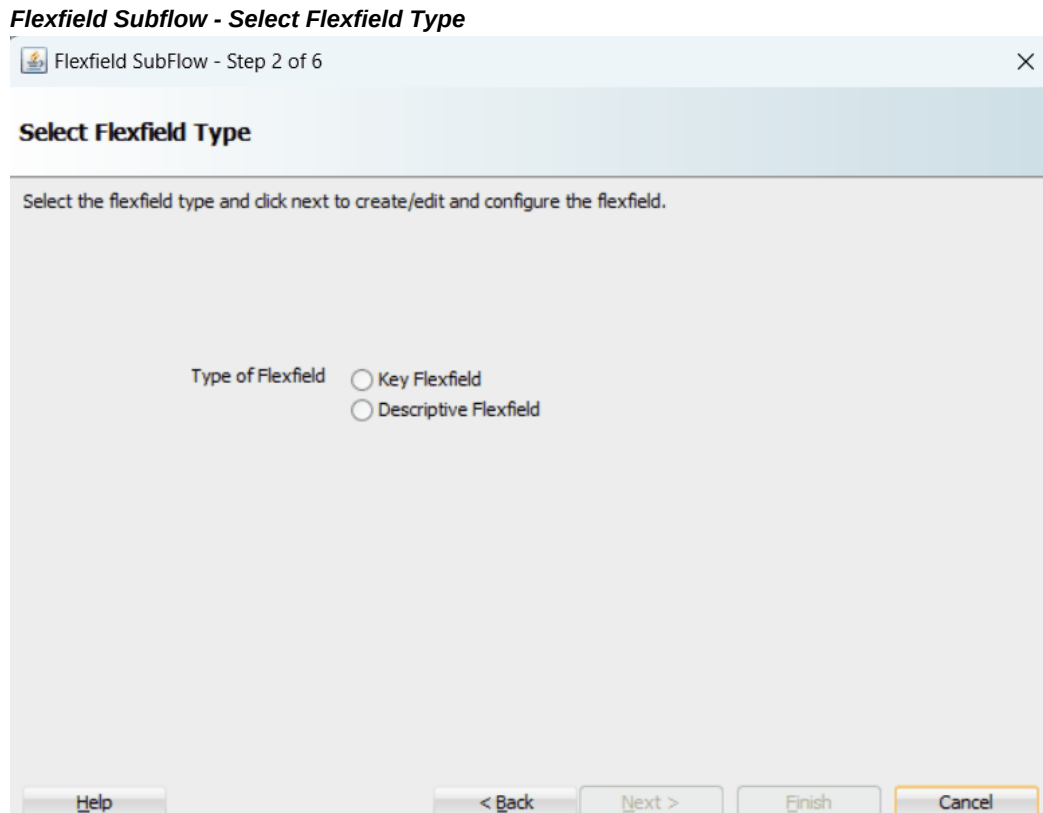 Flexfield Subflow - Select Flexfield Type
Flexfield SubFlow - Step 2 of 6
Select Flexfield Type
Select the flexfield type and click next to create/edit and configure the flexfield.
Type of Flexfield
Key Flexfield
Descriptive Flexfield
Help < Back Next > Finish Cancel